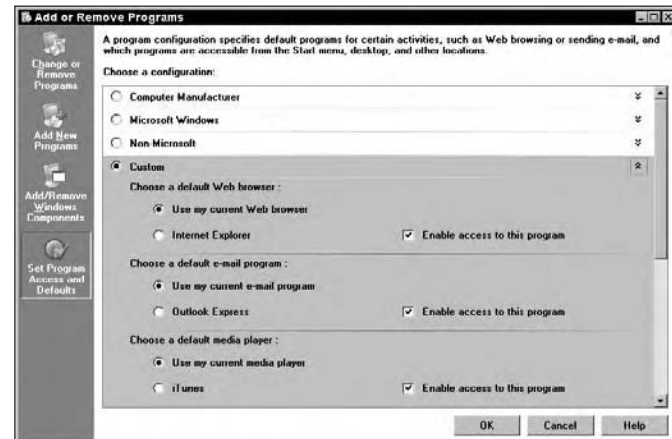 Add or Remove Programs
Change or
Remove
Programs
Add New
Programs
Add/Remove
Windows
Components
Set Program
Access and
Defaults
A program configuration specifies default programs for certain activities, such as Web browsing or sending e-mail, and
which programs are accessible from the Start menu, desktop, and other locations.
Choose a configuration:
Computer Manufacturer
Microsoft Windows
Non-Microsoft
Custom
Choose a default Web browser :
Use my current Web browser
Internet Explorer Enable access to this program
Choose a default e-mail program :
Use my current e-mail program
Outlook Express Enable access to this program
Choose a default media player :
Use my current media player
iTunes Enable access to this program
OK Cancel Help